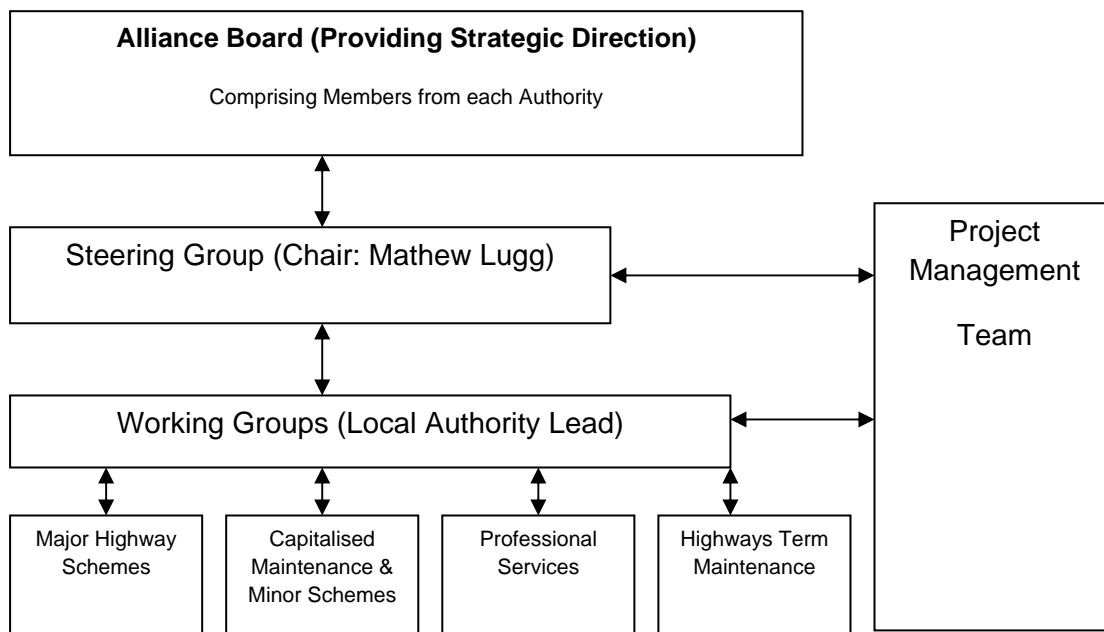 Alliance Board (Providing Strategic Direction)
Comprising Members from each Authority
Steering Group (Chair: Mathew Lugg)
Project
Management
Team
Working Groups (Local Authority Lead)
Major Highway
Schemes
Capitalised
Maintenance &
Minor Schemes
Professional
Services
Highways Term
Maintenance